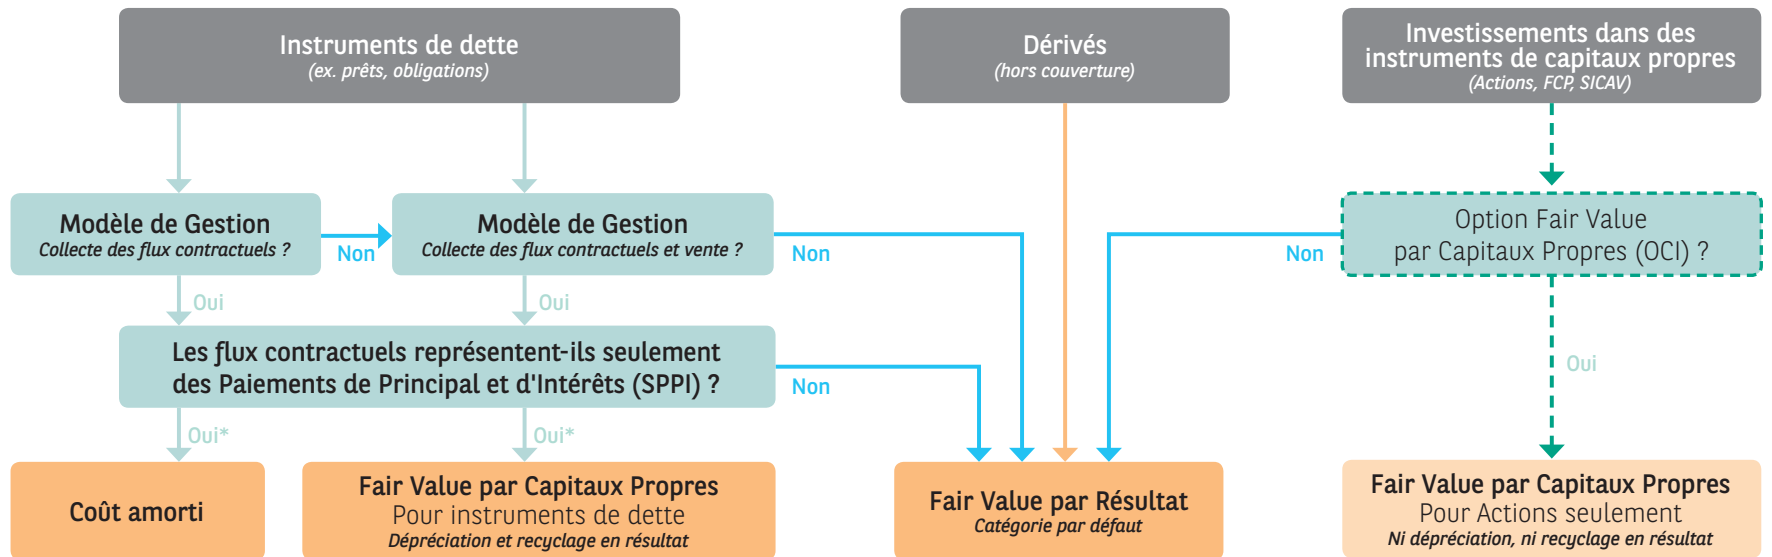 Instruments de dette
(ex. prêts, obligations)
Dérivés
(hors couverture)
Investissements dans des
instruments de capitaux propres
(Actions, FCP, SICAV)
Modèle de Gestion
Collecte des flux contractuels ?
Non
Modèle de Gestion
Collecte des flux contractuels et vente ?
Non
Non
Option Fair Value
par Capitaux Propres (OCI) ?
Oui
Oui
Les flux contractuels représentent-ils seulement
des Paiements de Principal et d'Intérêts (SPPI) ?
Non
Oui
Oui*
Oui*
Coût amorti
Fair Value par Capitaux Propres
Pour instruments de dette
Dépréciation et recyclage en résultat
Fair Value par Résultat
Catégorie par défaut
Fair Value par Capitaux Propres
Pour Actions seulement
Ni dépréciation, ni recyclage en résultat